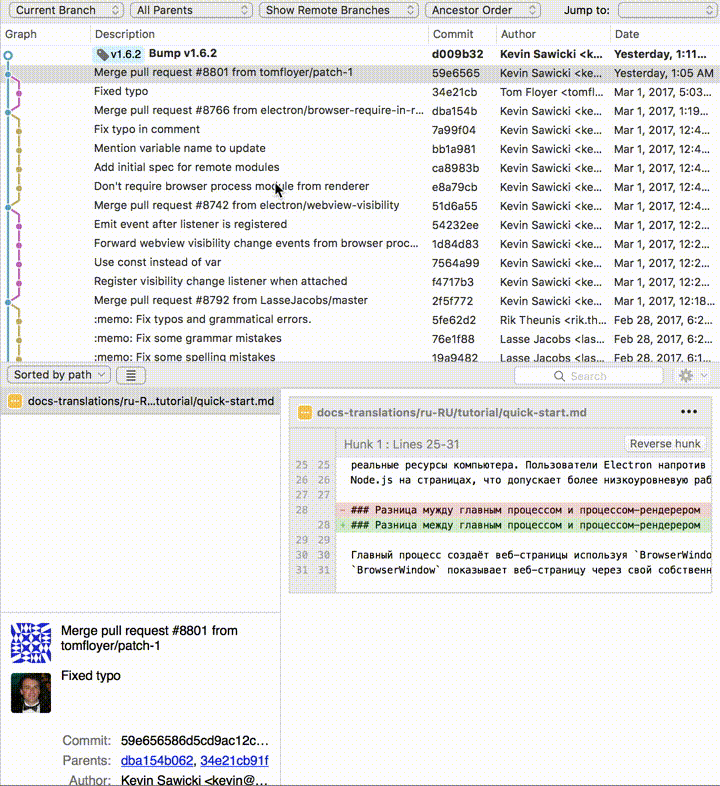 Current Branch All Parents Show Remote Branches Ancestor Order Jump to:
Graph Description Commit Author Date
v1.6.2 Bump v1.6.2 d009b32 Kevin Sawicki <k... Yesterday, 1:11...
Merge pull request #8801 from tomfloyer/patch-1 59e6565 Kevin Sawicki <ke... Yesterday, 1:05 AM
Fixed typo 34e21cb Tom Floyer <tomfl... Mar 1, 2017, 5:03...
Merge pull request #8766 from electron/browser-require-in-r... dba154b Kevin Sawicki <ke... Mar 1, 2017, 1:19...
Fix typo in comment 7a99f04 Kevin Sawicki <ke... Mar 1, 2017, 12:4...
Mention variable name to update bb1a981 Kevin Sawicki <ke... Mar 1, 2017, 12:4...
Add initial spec for remote modules ca8983b Kevin Sawicki <ke... Mar 1, 2017, 12:4...
Don't require browser process module from renderer e8a79cb Kevin Sawicki <ke... Mar 1, 2017, 12:4...
Merge pull request #8742 from electron/webview-visibility 51d6a55 Kevin Sawicki <ke... Mar 1, 2017, 12:2...
Emit event after listener is registered 54232ee Kevin Sawicki <ke... Mar 1, 2017, 12:2...
Forward webview visibility change events from browser proc... 1d84d83 Kevin Sawicki <ke... Mar 1, 2017, 12:2...
Use const instead of var 7564a99 Kevin Sawicki <ke... Mar 1, 2017, 12:2...
Register visibility change listener when attached f4717b3 Kevin Sawicki <ke... Mar 1, 2017, 12:2...
Merge pull request #8792 from LasseJacobs/master 2f5f772 Kevin Sawicki <ke... Mar 1, 2017, 12:18...
:memo: Fix typos and grammatical errors. 5fe62d2 Rik Theunis <rik.th... Feb 28, 2017, 6:2...
:memo: Fix some grammar mistakes 76e1f88 Lasse Jacobs <las... Feb 28, 2017, 6:2...
:memo: Fix some spelling mistakes 19a9482 Lasse Jacobs <las... Feb 28, 2017, 6:1...
Sorted by path Search
docs-translations/ru-R...tutorial/quick-start.md
docs-translations/ru-RU/tutorial/quick-start.md
Hunk 1 : Lines 25-31 Reverse hunk
25 25 реальные ресурсы компьютера. Пользователи Electron напротив
26 26 Node.js на страницах, что допускает более низкоуровневую раб
27 27
28 - ### Разница мужду главным процессом и процессом-рендерером
28 + ### Разница между главным процессом и процессом-рендерером
29 29
30 30 Главный процесс создаёт веб-страницы используя `BrowserWindo
31 31 `BrowserWindow` показывает веб-страницу через свой собственн
Merge pull request #8801 from
tomfloyer/patch-1
Fixed typo
Commit: 59e656586d5cd9ac12c...
Parents: dba154b062, 34e21cb91f
Author: Kevin Sawicki <kevin@...